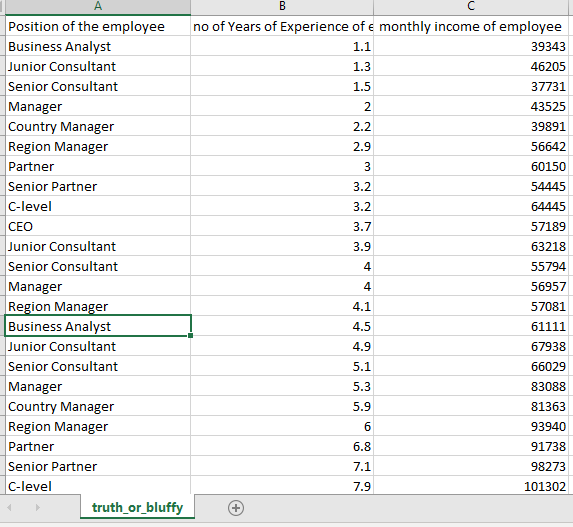 A B C
Position of the employee no of Years of Experience of e monthly income of employee
Business Analyst 1.1 39343
Junior Consultant 1.3 46205
Senior Consultant 1.5 37731
Manager 2 43525
Country Manager 2.2 39891
Region Manager 2.9 56642
Partner 3 60150
Senior Partner 3.2 54445
C-level 3.2 64445
CEO 3.7 57189
Junior Consultant 3.9 63218
Senior Consultant 4 55794
Manager 4 56957
Region Manager 4.1 57081
Business Analyst 4.5 61111
Junior Consultant 4.9 67938
Senior Consultant 5.1 66029
Manager 5.3 83088
Country Manager 5.9 81363
Region Manager 6 93940
Partner 6.8 91738
Senior Partner 7.1 98273
C-level 7.9 101302
truth_or_bluffy